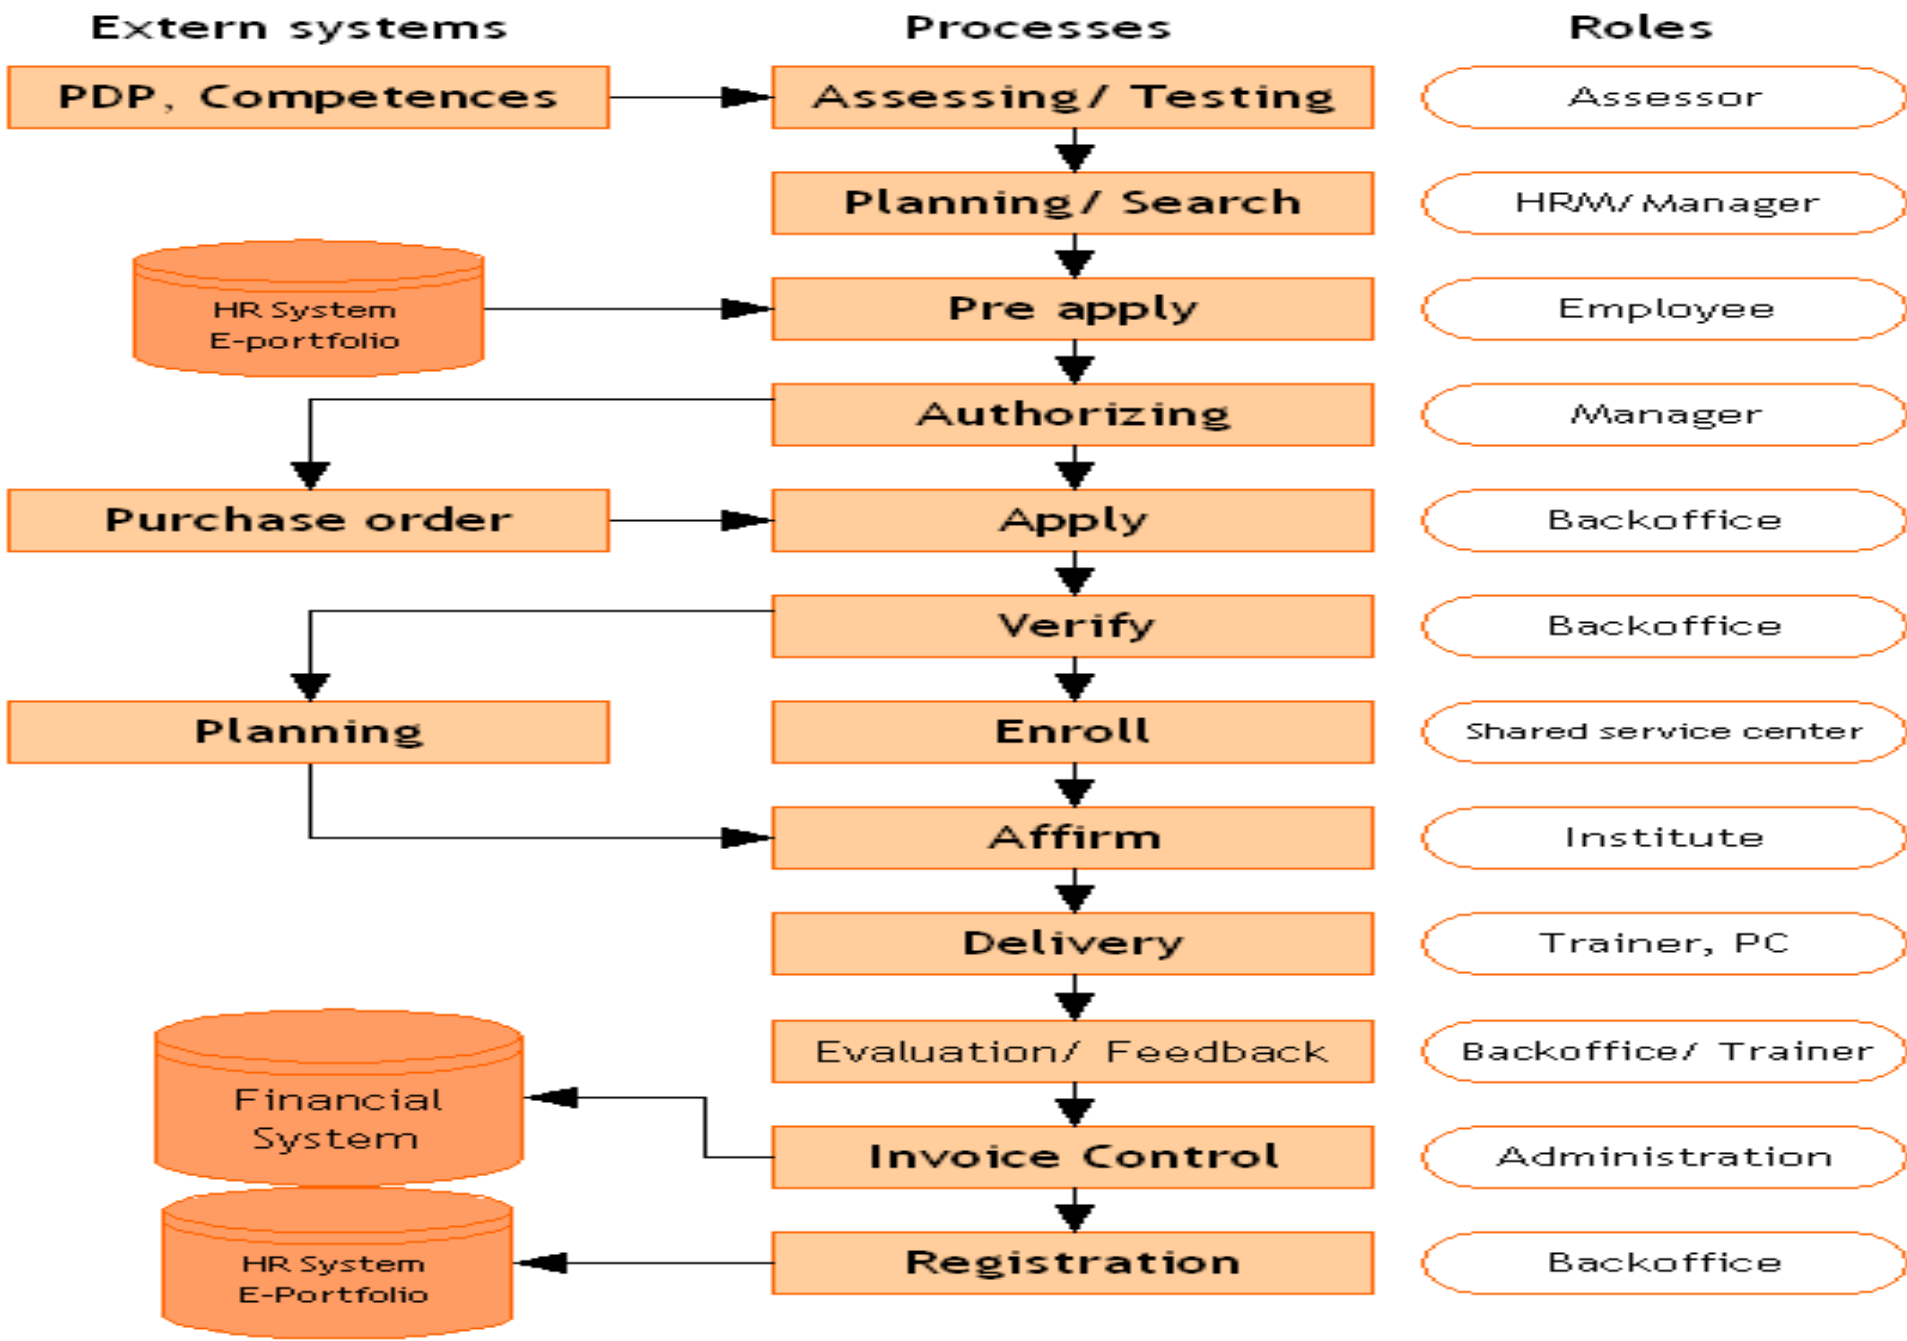 Extern systems
Processes
Roles
PDP, Competences
Assessing/ Testing
Assessor
Planning/ Search
HRM/Manager
HR System
E-portfolio
Pre apply
Employee
Authorizing
Manager
Purchase order
Apply
Backoffice
Verify
Backoffice
Planning
Enroll
Shared service center
Affirm
Institute
Delivery
Trainer, PC
Evaluation/ Feedback
Backoffice/ Trainer
Financial
System
Invoice Control
Administration
HR System
E-Portfolio
Registration
Backoffice